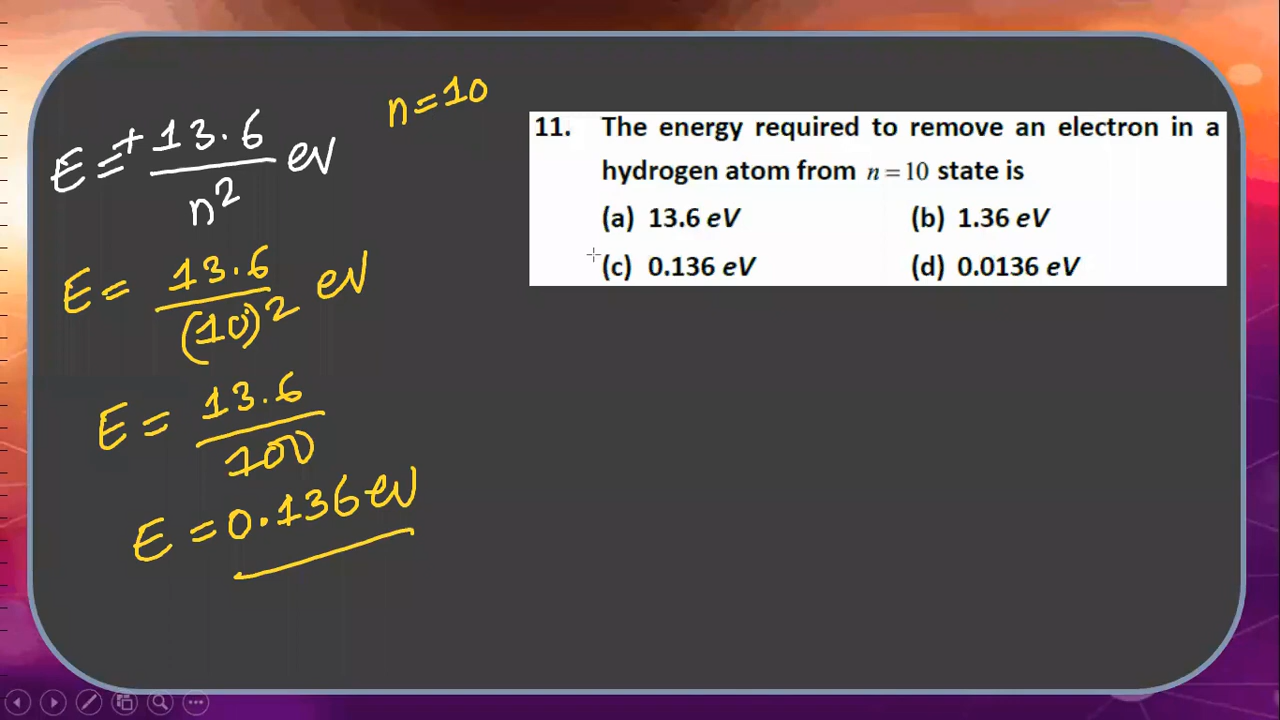 n=10
E=+13.6/n² eV
E= 13.6/(10)² eV
E= 13.6/100
E=0.136 eV
11. The energy required to remove an electron in a
hydrogen atom from n = 10 state is
(a) 13.6 eV (b) 1.36 eV
(c) 0.136 eV (d) 0.0136 eV